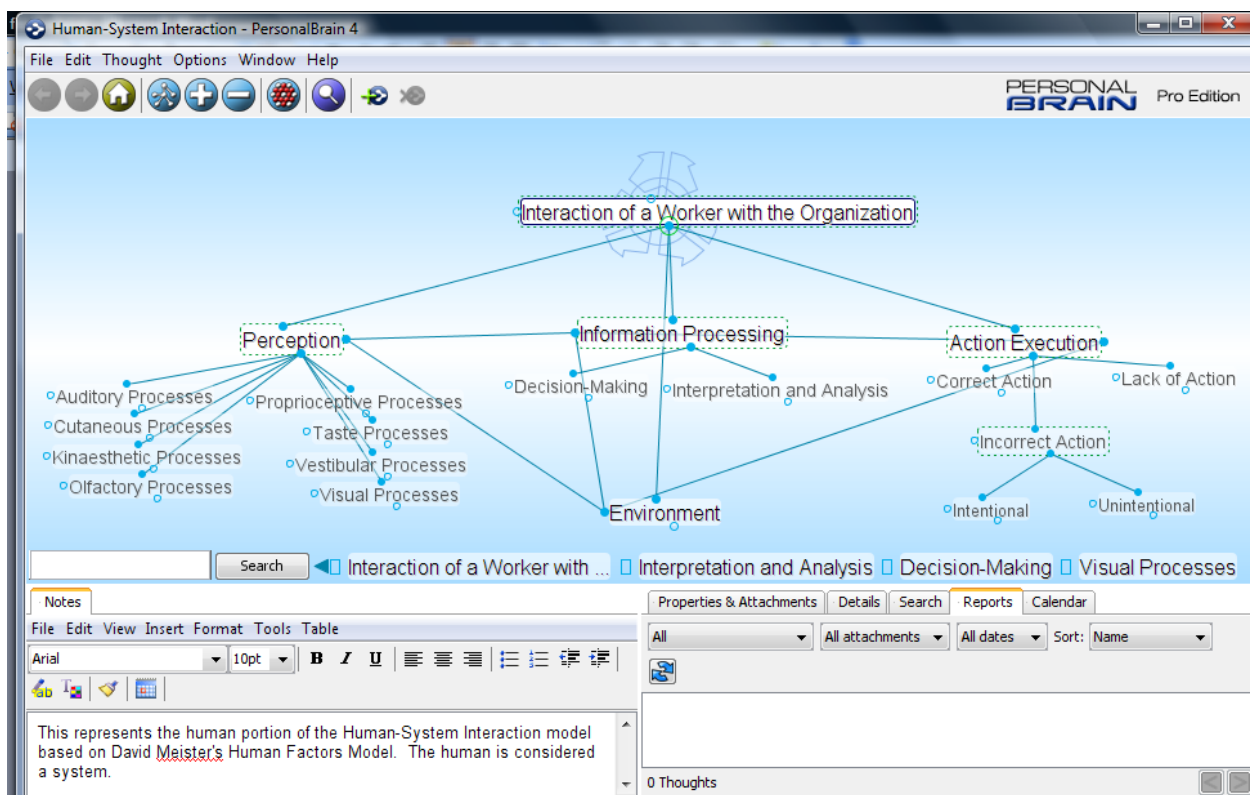 Human-System Interaction - PersonalBrain 4
File Edit Thought Options Window Help
PERSONAL
BRAIN
Pro Edition
Interaction of a Worker with the Organization
Perception
Information Processing
Action Execution
Auditory Processes
Cutaneous Processes
Kinaesthetic Processes
Olfactory Processes
Proprioceptive Processes
Taste Processes
Vestibular Processes
Visual Processes
Decision-Making
Interpretation and Analysis
Correct Action
Lack of Action
Incorrect Action
Intentional
Unintentional
Environment
Search
Interaction of a Worker with ... Interpretation and Analysis Decision-Making Visual Processes
Notes
File Edit View Insert Format Tools Table
Arial 10pt B I U
ab T
This represents the human portion of the Human-System Interaction model
based on David Meister's Human Factors Model. The human is considered
a system.
Properties & Attachments Details Search Reports Calendar
All All attachments All dates Sort: Name
0 Thoughts